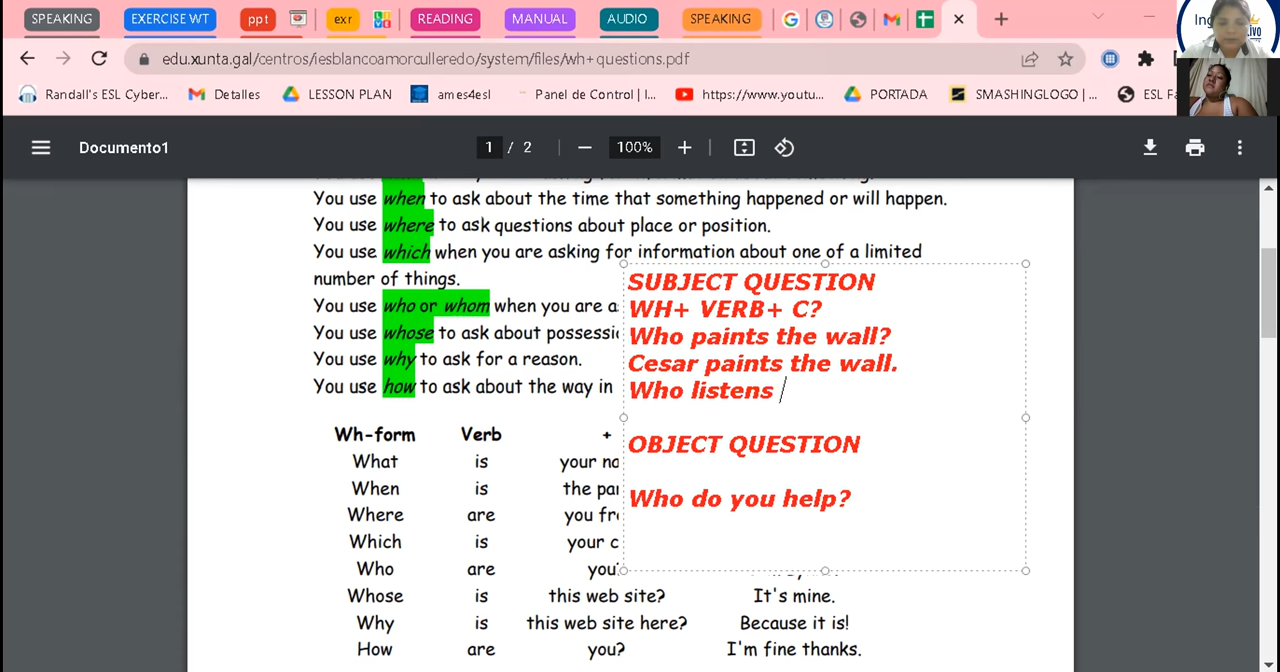 SPEAKING EXERCISE WT ppt exr READING MANUAL AUDIO SPEAKING
edu.xunta.gal/centros/iesblancoamorculleredo/system/files/wh+questions.pdf
Randall's ESL Cyber... Detalles LESSON PLAN ames4esl Panel de Control | I... https://www.youtu... PORTADA SMASHINGLOGO | ... ESL Fa
Documento1 1 / 2 100%
You use when to ask about the time that something happened or will happen.
You use where to ask questions about place or position.
You use which when you are asking for information about one of a limited
number of things.
You use who or whom when you are a
You use whose to ask about possessi
You use why to ask for a reason.
You use how to ask about the way in
SUBJECT QUESTION
WH+ VERB+ C?
Who paints the wall?
Cesar paints the wall.
Who listens
OBJECT QUESTION
Who do you help?
Wh-form Verb +
What is your na
When is the par
Where are you fr
Which is your c
Who are you?
Whose is this web site? It's mine.
Why is this web site here? Because it is!
How are you? I'm fine thanks.